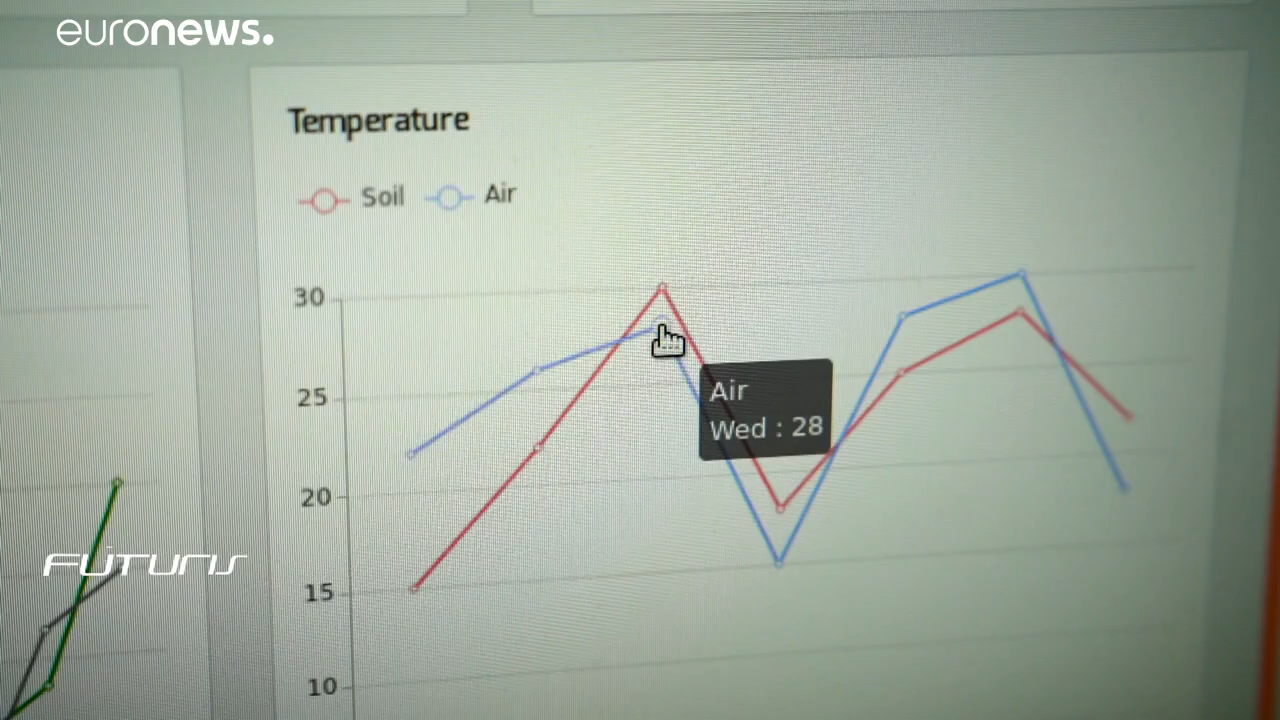 euronews.
Temperature
Soil Air
30
25
20
15
10
Air
Wed : 28
FUTURIS